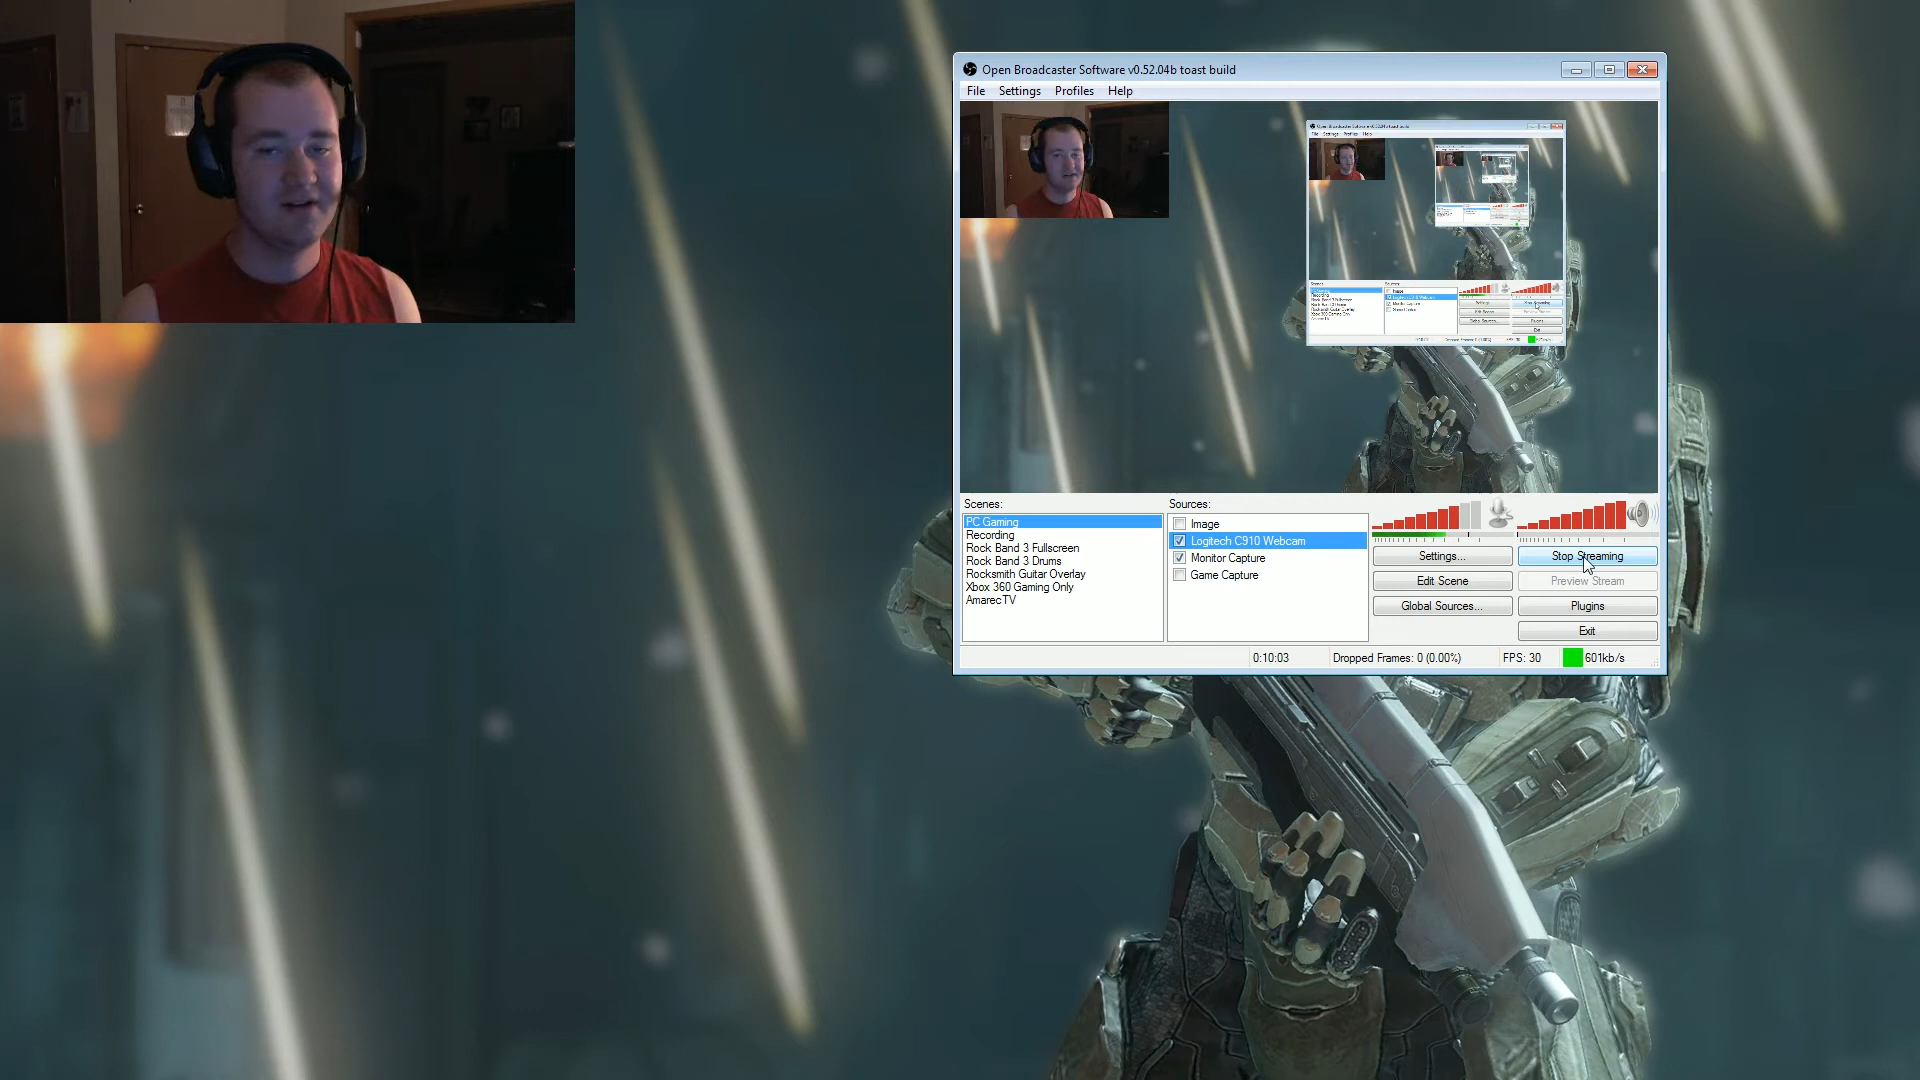 Open Broadcaster Software v0.52.04b toast build
File Settings Profiles Help
Scenes:
PC Gaming
Recording
Rock Band 3 Fullscreen
Rock Band 3 Drums
Rocksmith Guitar Overlay
Xbox 360 Gaming Only
AmarecTV
Sources:
Image
Logitech C910 Webcam
Monitor Capture
Game Capture
Settings...
Stop Streaming
Edit Scene
Preview Stream
Global Sources...
Plugins
Exit
0:10:03 Dropped Frames: 0 (0.00%) FPS: 30 601kb/s